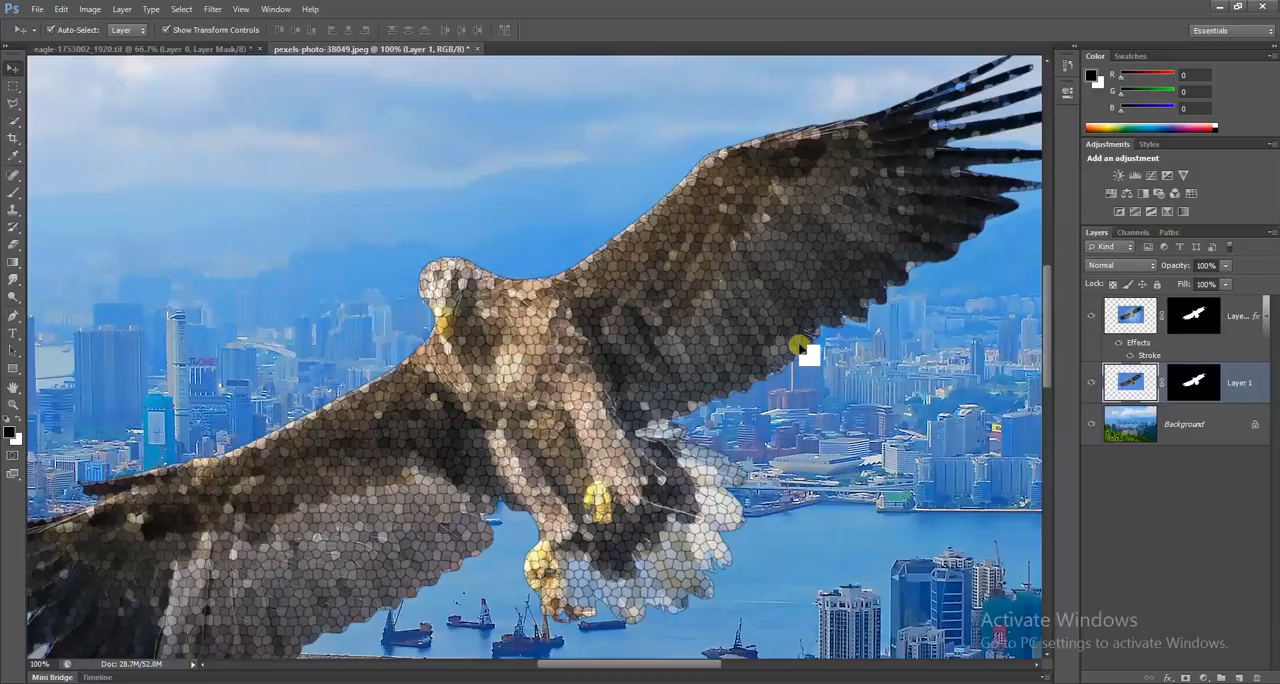 Ps File Edit Image Layer Type Select Filter View Window Help
Auto-Select: Layer Show Transform Controls Essentials
eagle-1753002_1920.tif @ 66.7% (Layer 0, Layer Mask/8) * × pexels-photo-38049.jpeg @ 100% (Layer 1, RGB/8) * ×
Color Swatches
R 0
G 0
B 0
Adjustments Styles
Add an adjustment
Layers Channels Paths
Kind
Normal Opacity: 100%
Lock: Fill: 100%
Laye... fx
Effects
Stroke
Layer 1
Background
Activate Windows
Go to PC settings to activate Windows.
100% Doc: 28.7M/52.0M
Mini Bridge Timeline